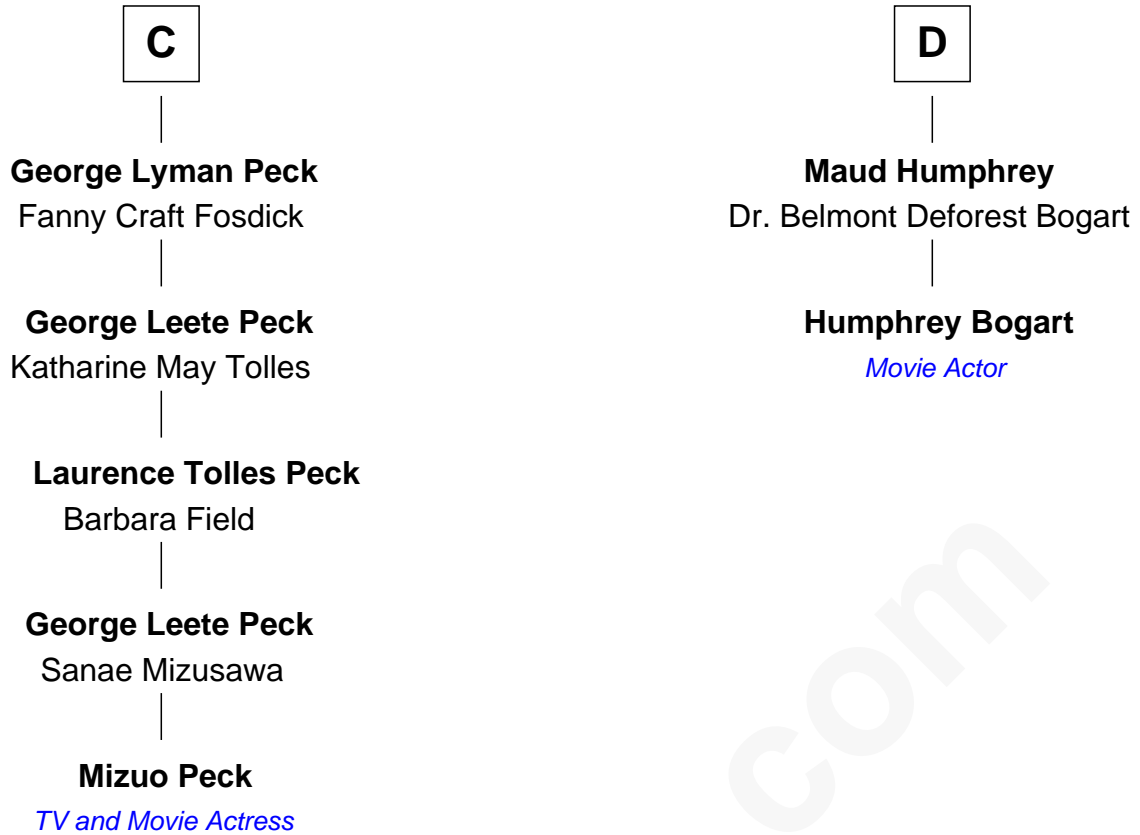 C
George Lyman Peck
Fanny Craft Fosdick
George Leete Peck
Katharine May Tolles
Laurence Tolles Peck
Barbara Field
George Leete Peck
Sanae Mizusawa
Mizuo Peck
TV and Movie Actress
D
Maud Humphrey
Dr. Belmont Deforest Bogart
Humphrey Bogart
Movie Actor
com